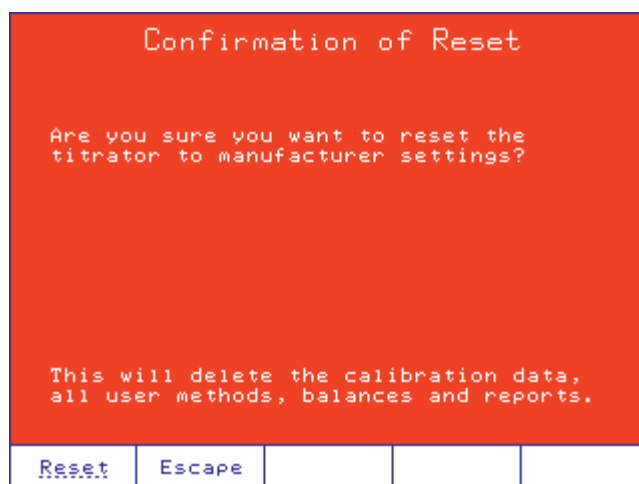 Confirmation of Reset
Are you sure you want to reset the
titrator to manufacturer settings?
This will delete the calibration data,
all user methods, balances and reports.
Reset Escape